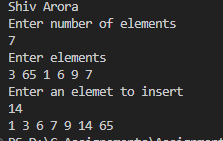 Shiv Arora
Enter number of elements
7
Enter elements
3 65 1 6 9 7
Enter an elemet to insert
14
1 3 6 7 9 14 65